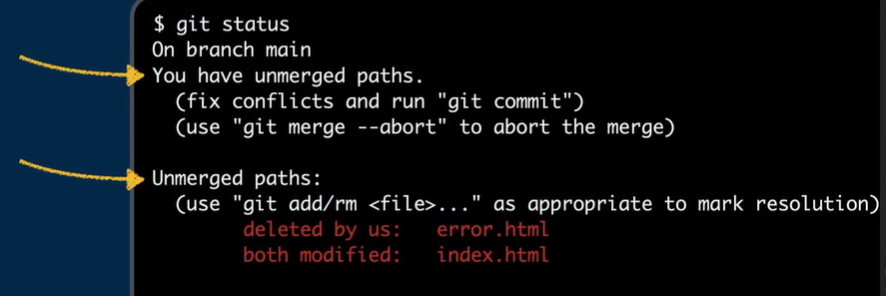 $ git status
On branch main
You have unmerged paths.
(fix conflicts and run "git commit")
(use "git merge --abort" to abort the merge)
Unmerged paths:
(use "git add/rm <file>..." as appropriate to mark resolution)
deleted by us: error.html
both modified: index.html